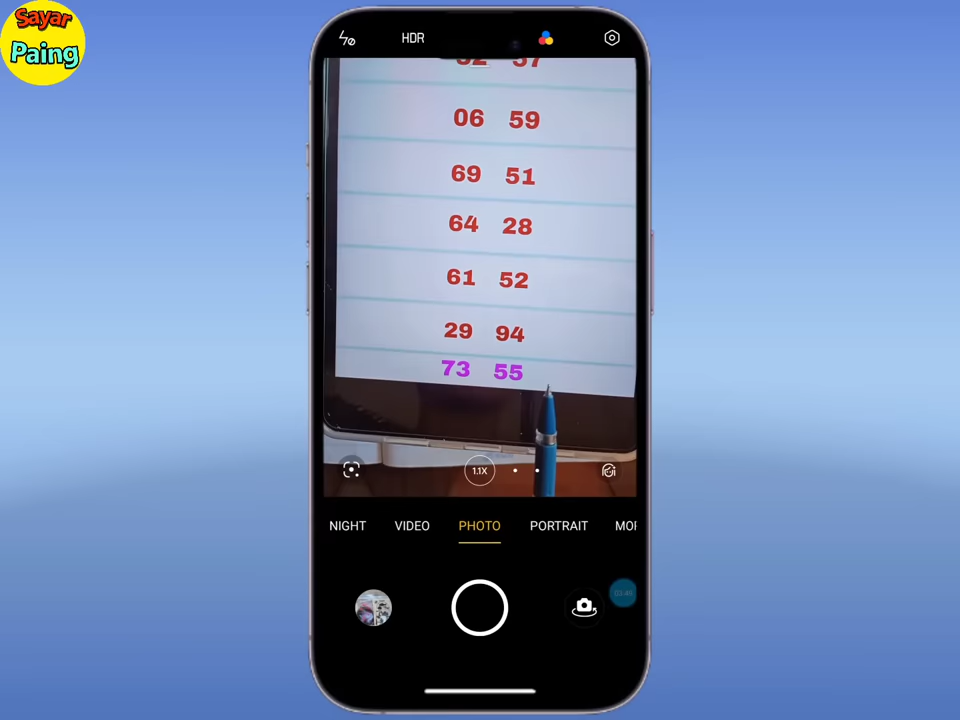 Sayar
Paing
HDR
57
06 59
69 51
64 28
61 52
29 94
73 55
1.1X
NIGHT VIDEO PHOTO PORTRAIT